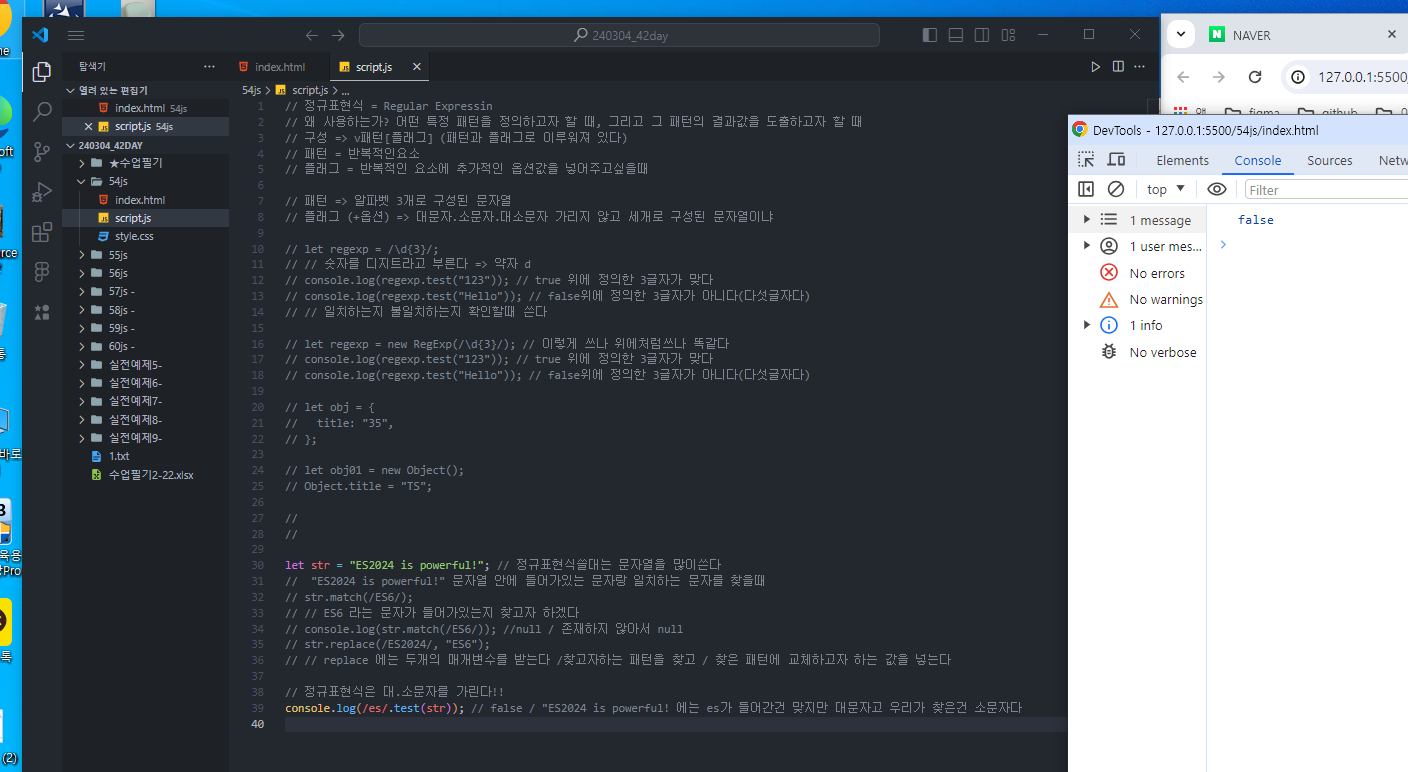 240304_42day
NAVER
탐색기
index.html
script.js
127.0.0.1:5500/
열려 있는 편집기
index.html 54js
script.js 54js
240304_42DAY
★수업필기
54js
index.html
script.js
style.css
55js
56js
57js -
58js -
59js -
60js -
실전예제5-
실전예제6-
실전예제7-
실전예제8-
실전예제9-
1.txt
수업필기2-22.xlsx
54js > script.js > ...
1 // 정규표현식 = Regular Expressin
2 // 왜 사용하는가? 어떤 특정 패턴을 정의하고자 할 때, 그리고 그 패턴의 결과값을 도출하고자 할 때
3 // 구성 => v패턴[플래그] (패턴과 플래그로 이루워져 있다)
4 // 패턴 = 반복적인요소
5 // 플래그 = 반복적인 요소에 추가적인 옵션값을 넣어주고싶을때
6
7 // 패턴 => 알파벳 3개로 구성된 문자열
8 // 플래그 (+옵션) => 대문자.소문자.대소문자 가리지 않고 세개로 구성된 문자열이냐
9
10 // let regexp = /\d{3}/;
11 // // 숫자를 디지트라고 부른다 => 약자 d
12 // console.log(regexp.test("123")); // true 위에 정의한 3글자가 맞다
13 // console.log(regexp.test("Hello")); // false위에 정의한 3글자가 아니다(다섯글자다)
14 // // 일치하는지 불일치하는지 확인할때 쓴다
15
16 // let regexp = new RegExp(/\d{3}/); // 이렇게 쓰나 위에처럼쓰나 똑같다
17 // console.log(regexp.test("123")); // true 위에 정의한 3글자가 맞다
18 // console.log(regexp.test("Hello")); // false위에 정의한 3글자가 아니다(다섯글자다)
19
20 // let obj = {
21 //   title: "35",
22 // };
23
24 // let obj01 = new Object();
25 // Object.title = "TS";
26
27 //
28 //
29
30 let str = "ES2024 is powerful!"; // 정규표현식쓸대는 문자열을 많이쓴다
31 //  "ES2024 is powerful!" 문자열 안에 들어가있는 문자랑 일치하는 문자를 찾을때
32 // str.match(/ES6/);
33 // // ES6 라는 문자가 들어가있는지 찾고자 하겠다
34 // console.log(str.match(/ES6/)); //null / 존재하지 않아서 null
35 // str.replace(/ES2024/, "ES6");
36 // // replace 에는 두개의 매개변수를 받는다 /찾고자하는 패턴을 찾고 / 찾은 패턴에 교체하고자 하는 값을 넣는다
37
38 // 정규표현식은 대.소문자를 가린다!!
39 console.log(/es/.test(str)); // false / "ES2024 is powerful! 에는 es가 들어간건 맞지만 대문자고 우리가 찾은건 소문자다
40
figma
github
DevTools - 127.0.0.1:5500/54js/index.html
Elements
Console
Sources
Netw
top
Filter
1 message
1 user mes...
No errors
No warnings
1 info
No verbose
false
(2)